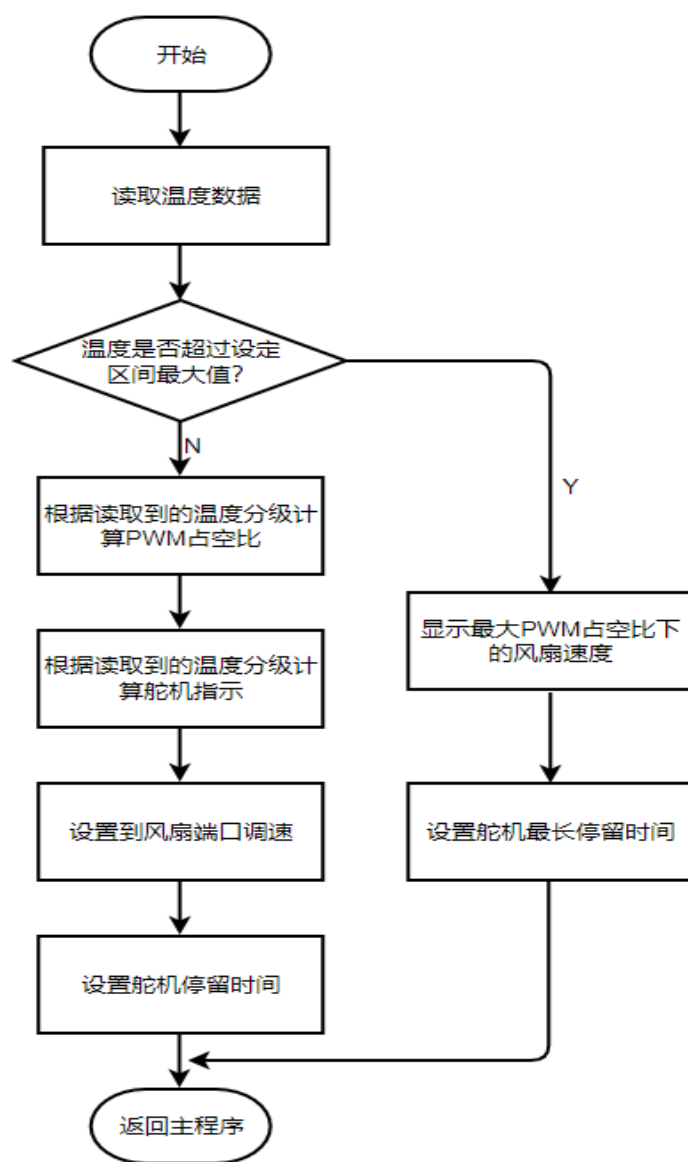 开始
读取温度数据
温度是否超过设定
区间最大值?
N
根据读取到的温度分级计
算PWM占空比
根据读取到的温度分级计
算舵机指示
设置到风扇端口调速
设置舵机停留时间
Y
显示最大PWM占空比下
的风扇速度
设置舵机最长停留时间
返回主程序